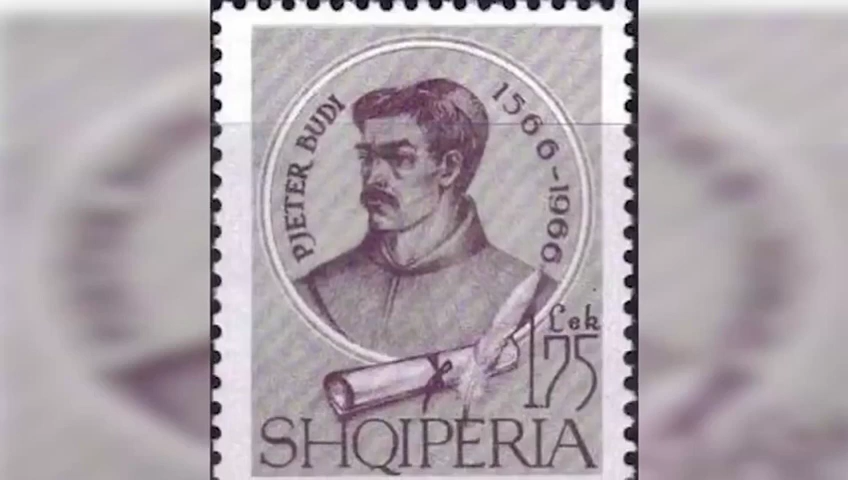 PJETER BUDI
1566-1966
Lek
1.75
SHQIPERIA